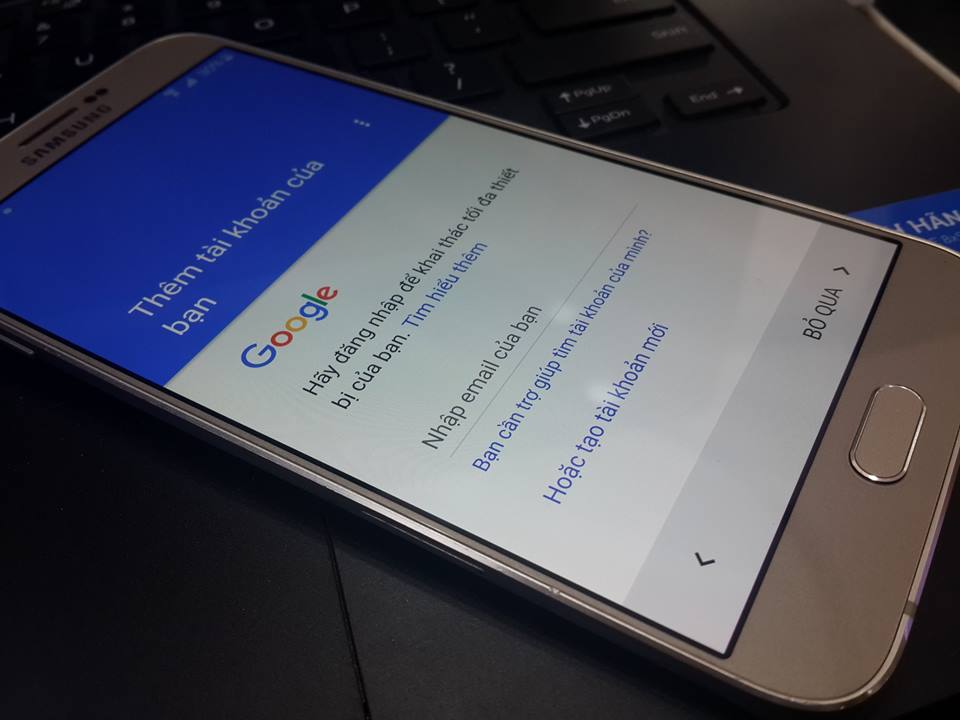 SAMSUNG
Thêm tài khoản của
bạn
Google
Hãy đăng nhập để khai thác tối đa thiết
bị của bạn. Tìm hiểu thêm
Nhập email của bạn
Bạn cần trợ giúp tìm tài khoản của mình?
Hoặc tạo tài khoản mới
BỎ QUA
Shift
PgUp
PgDn
End
HÃN